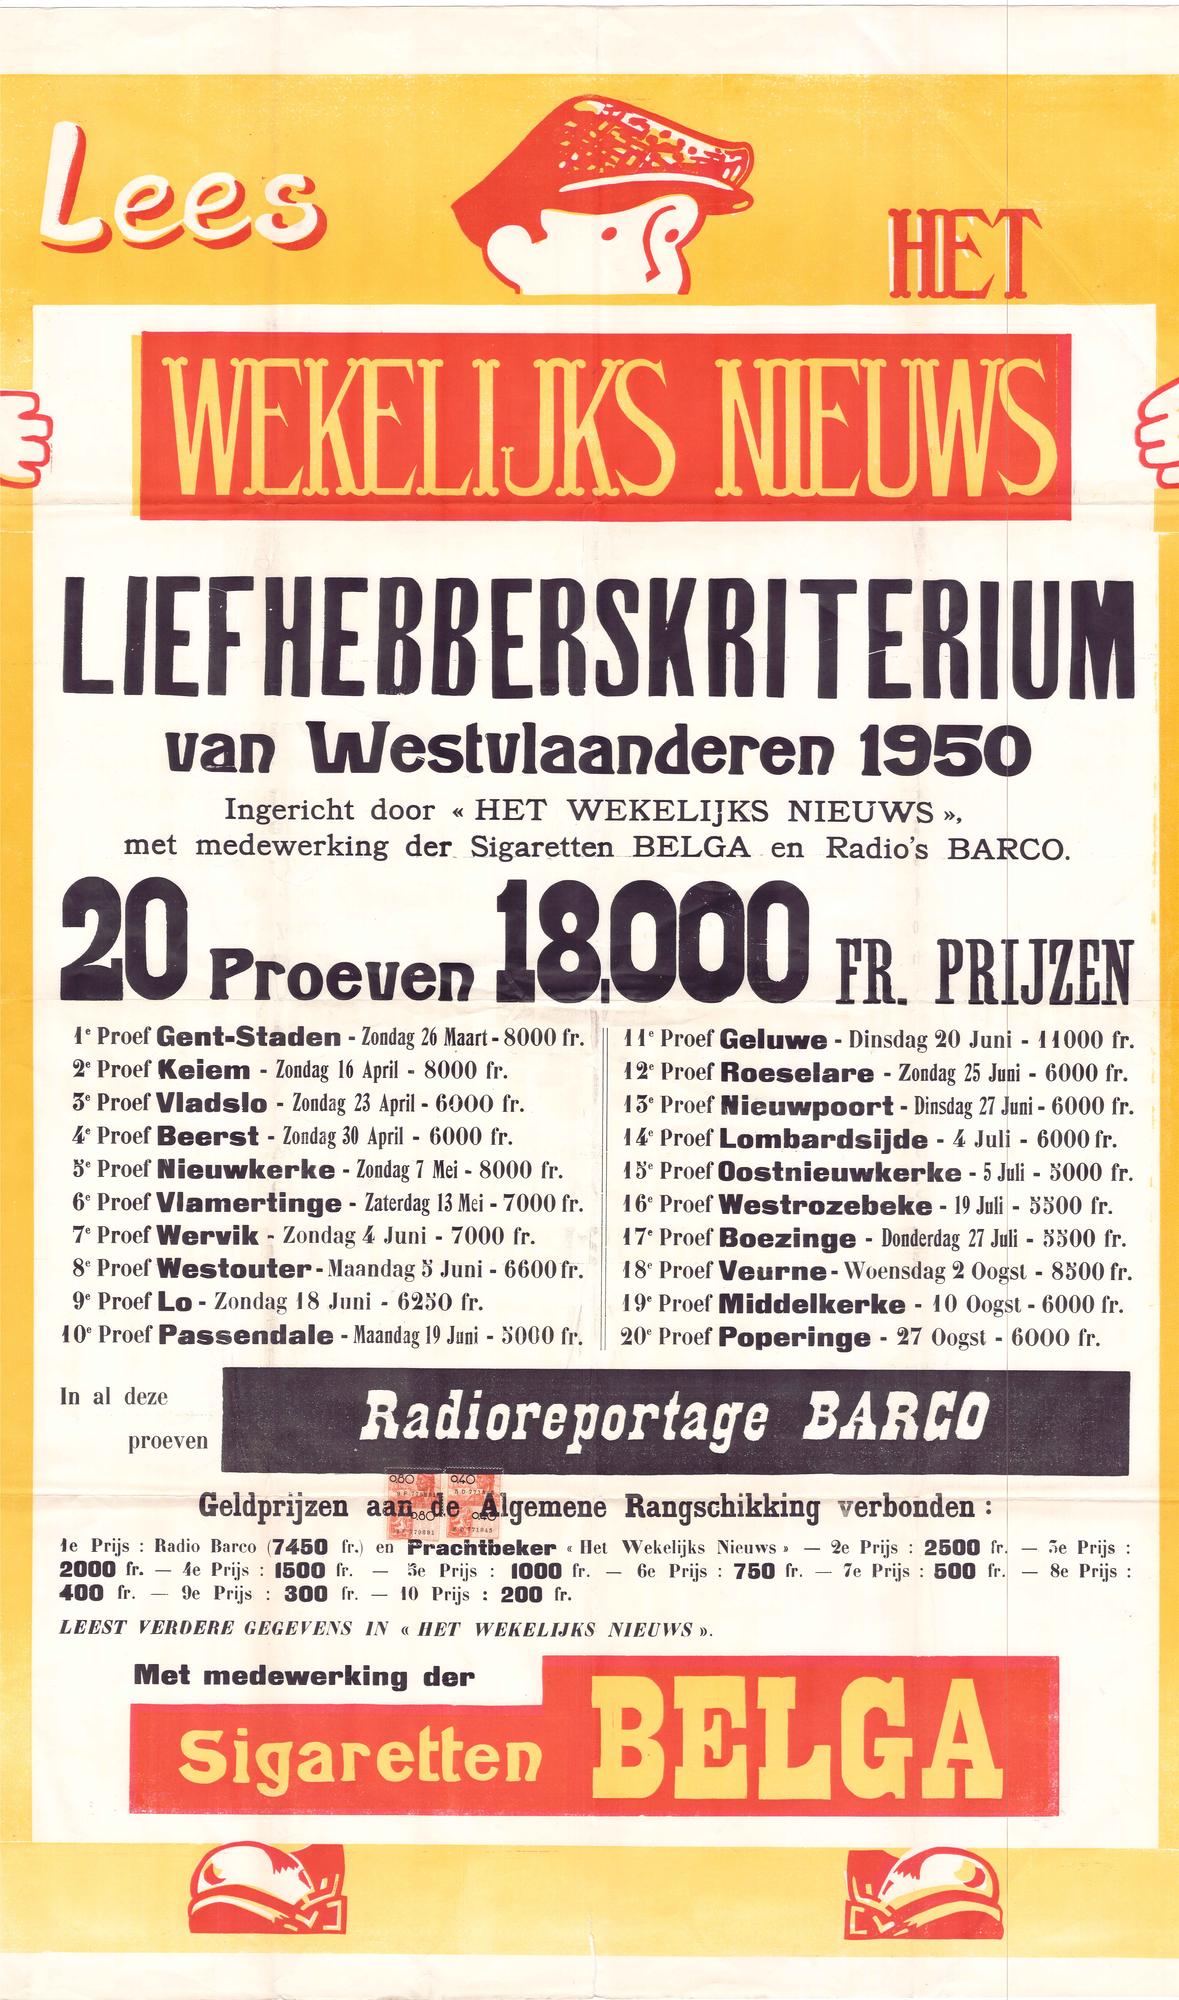 Lees
HET
WEKELIJKS NIEUWS
LIEFHEBBERSKRITERIUM
van Westvlaanderen 1950
Ingericht door « HET WEKELIJKS NIEUWS »,
met medewerking der Sigaretten BELGA en Radio's BARCO.
20 Proeven 18.000 FR. PRIJZEN
1e Proef Gent-Staden - Zondag 26 Maart - 8000 fr.
2e Proef Keiem - Zondag 16 April - 8000 fr.
3e Proef Vladslo - Zondag 23 April - 6000 fr.
4e Proef Beerst - Zondag 30 April - 6000 fr.
5e Proef Nieuwkerke - Zondag 7 Mei - 8000 fr.
6e Proef Vlamertinge - Zaterdag 13 Mei - 7000 fr.
7e Proef Wervik - Zondag 4 Juni - 7000 fr.
8e Proef Westouter - Maandag 5 Juni - 6600 fr.
9e Proef Lo - Zondag 18 Juni - 6250 fr.
10e Proef Passendale - Maandag 19 Juni - 5000 fr.
11e Proef Geluwe - Dinsdag 20 Juni - 11000 fr.
12e Proef Roeselare - Zondag 25 Juni - 6000 fr.
13e Proef Nieuwpoort - Dinsdag 27 Juni - 6000 fr.
14e Proef Lombardsijde - 4 Juli - 6000 fr.
15e Proef Oostnieuwkerke - 5 Juli - 5000 fr.
16e Proef Westrozebeke - 19 Juli - 5500 fr.
17e Proef Boezinge - Donderdag 27 Juli - 5500 fr.
18e Proef Veurne - Woensdag 2 Oogst - 8500 fr.
19e Proef Middelkerke - 10 Oogst - 6000 fr.
20e Proef Poperinge - 27 Oogst - 6000 fr.
In al deze
proeven
Radioreportage BARCO
0,80 0,40
Geldprijzen aan de Algemene Rangschikking verbonden :
1e Prijs : Radio Barco (7450 fr.) en Prachtbeker « Het Wekelijks Nieuws » — 2e Prijs : 2500 fr. — 3e Prijs :
2000 fr. — 4e Prijs : 1500 fr. — 5e Prijs : 1000 fr. — 6e Prijs : 750 fr. — 7e Prijs : 500 fr. — 8e Prijs :
400 fr. — 9e Prijs : 300 fr. — 10 Prijs : 200 fr.
LEEST VERDERE GEGEVENS IN « HET WEKELIJKS NIEUWS ».
Met medewerking der
Sigaretten BELGA